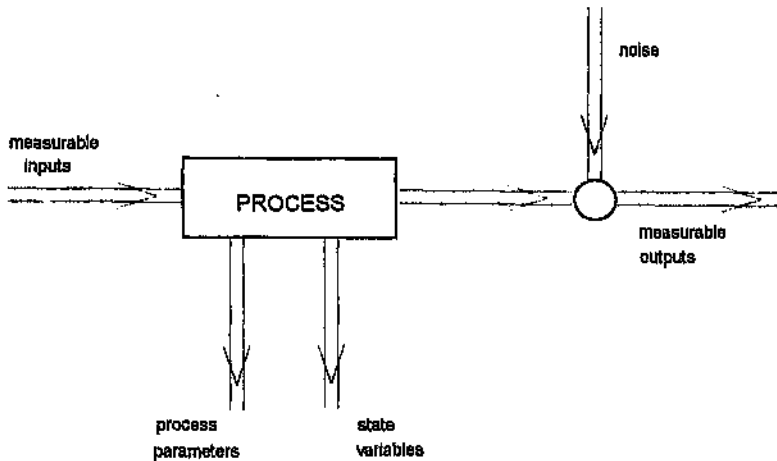 noise
measurable
inputs
PROCESS
measurable
outputs
process
parameters
state
variables